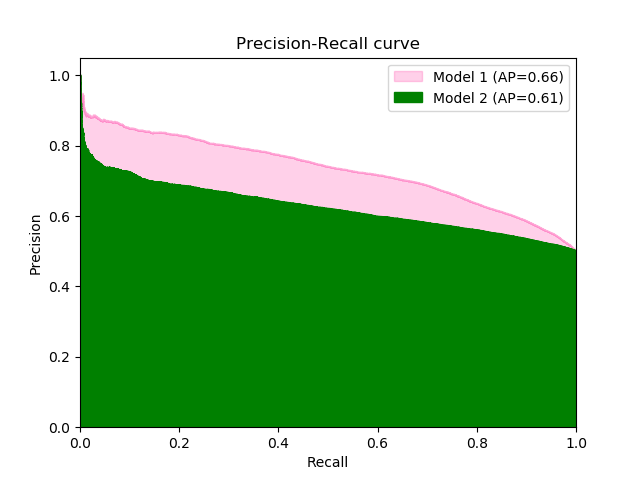 Precision-Recall curve
Model 1 (AP=0.66)
Model 2 (AP=0.61)
Precision
1.0
0.8
0.6
0.4
0.2
0.0
0.0 0.2 0.4 0.6 0.8 1.0
Recall